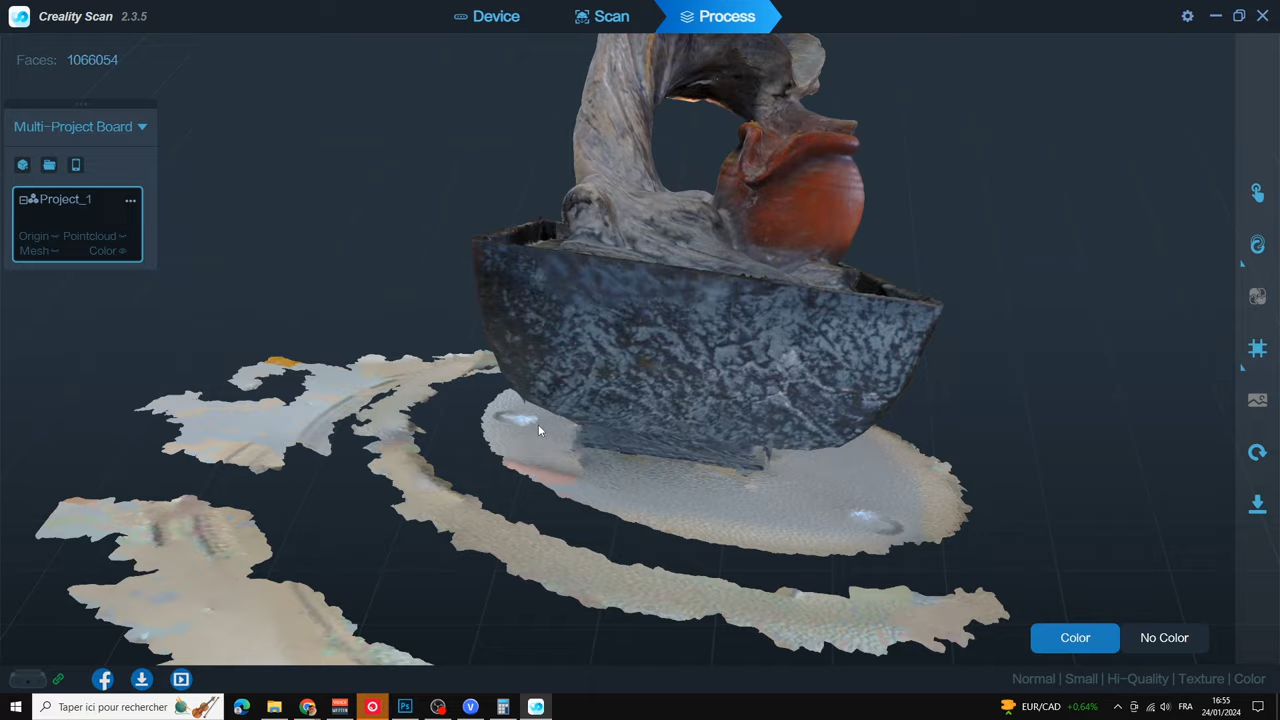 Creality Scan 2.3.5
Device
Scan
Process
Faces: 1066054
Multi-Project Board
Project_1
Origin
Pointcloud
Mesh
Color
Color
No Color
Normal | Small | Hi-Quality | Texture | Color
Taper ici pour rechercher
Ps
V
EUR/CAD +0.64%
FRA
16:55
24/01/2024